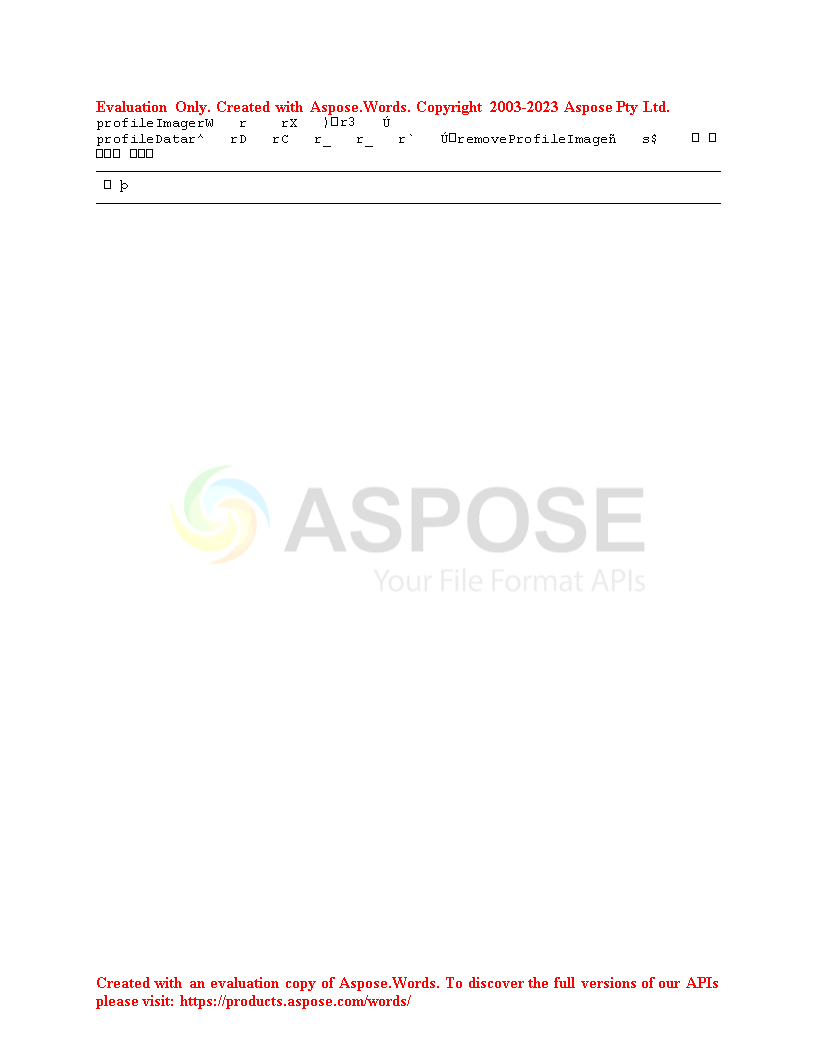 Evaluation Only. Created with Aspose.Words. Copyright 2003-2023 Aspose Pty Ltd.
profileImagerW r rX )□r3 Ú
profileDatar^ rD rC r_ r_ r` Ú□removeProfileImageñ s$ □ □
□□□ □□□
□ þ
ASPOSE
Your File Format APIs
Created with an evaluation copy of Aspose.Words. To discover the full versions of our APIs
please visit: https://products.aspose.com/words/